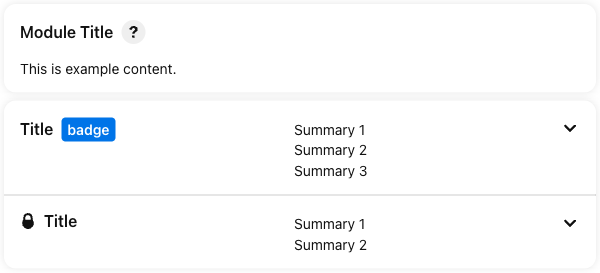 Module Title ?
This is example content.
Title badge
Summary 1
Summary 2
Summary 3
Title
Summary 1
Summary 2